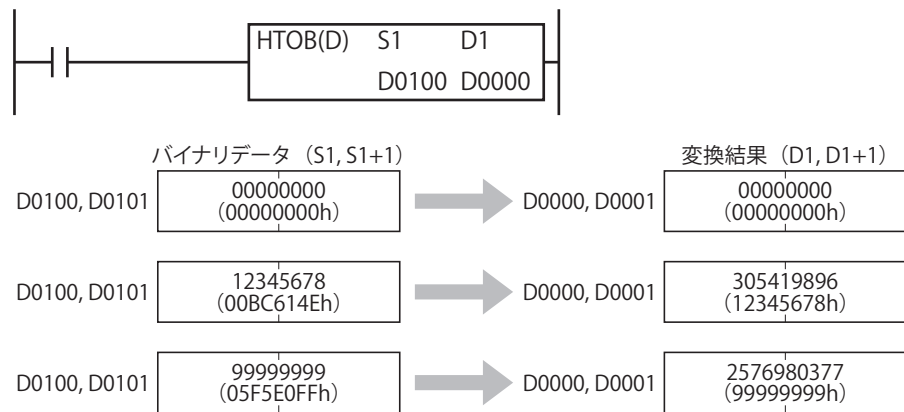 HTOB(D) S1 D1
D0100 D0000
バイナリデータ（S1, S1+1） 変換結果（D1, D1+1）
D0100, D0101 00000000 D0000, D0001 00000000
（00000000h） （00000000h）
D0100, D0101 12345678 D0000, D0001 305419896
（00BC614Eh） （12345678h）
D0100, D0101 99999999 D0000, D0001 2576980377
（05F5E0FFh） （99999999h）